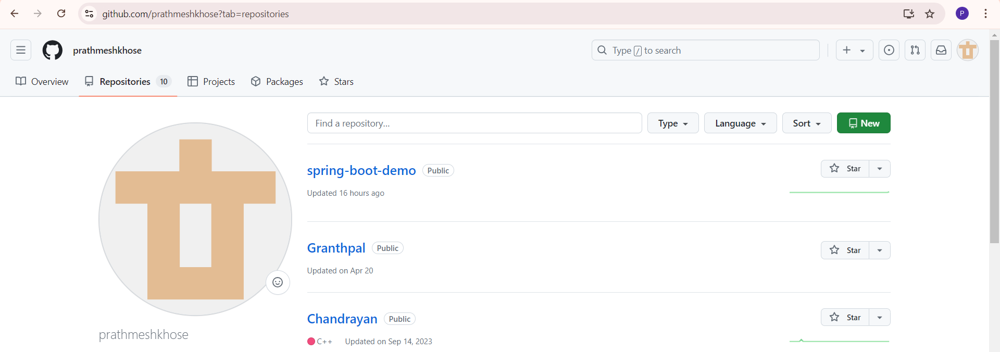 github.com/prathmeshkhose?tab=repositories
P
prathmeshkhose
Type / to search
Overview
Repositories 10
Projects
Packages
Stars
Find a repository...
Type
Language
Sort
New
spring-boot-demo Public
Star
Updated 16 hours ago
Granthpal Public
Star
Updated on Apr 20
Chandrayan Public
Star
C++ Updated on Sep 14, 2023
prathmeshkhose